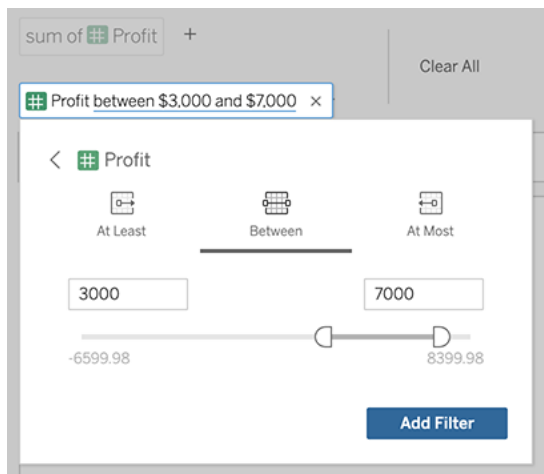 sum of # Profit +
Clear All
# Profit between $3,000 and $7,000 ×
< # Profit
At Least Between At Most
3000 7000
-6599.98 8399.98
Add Filter